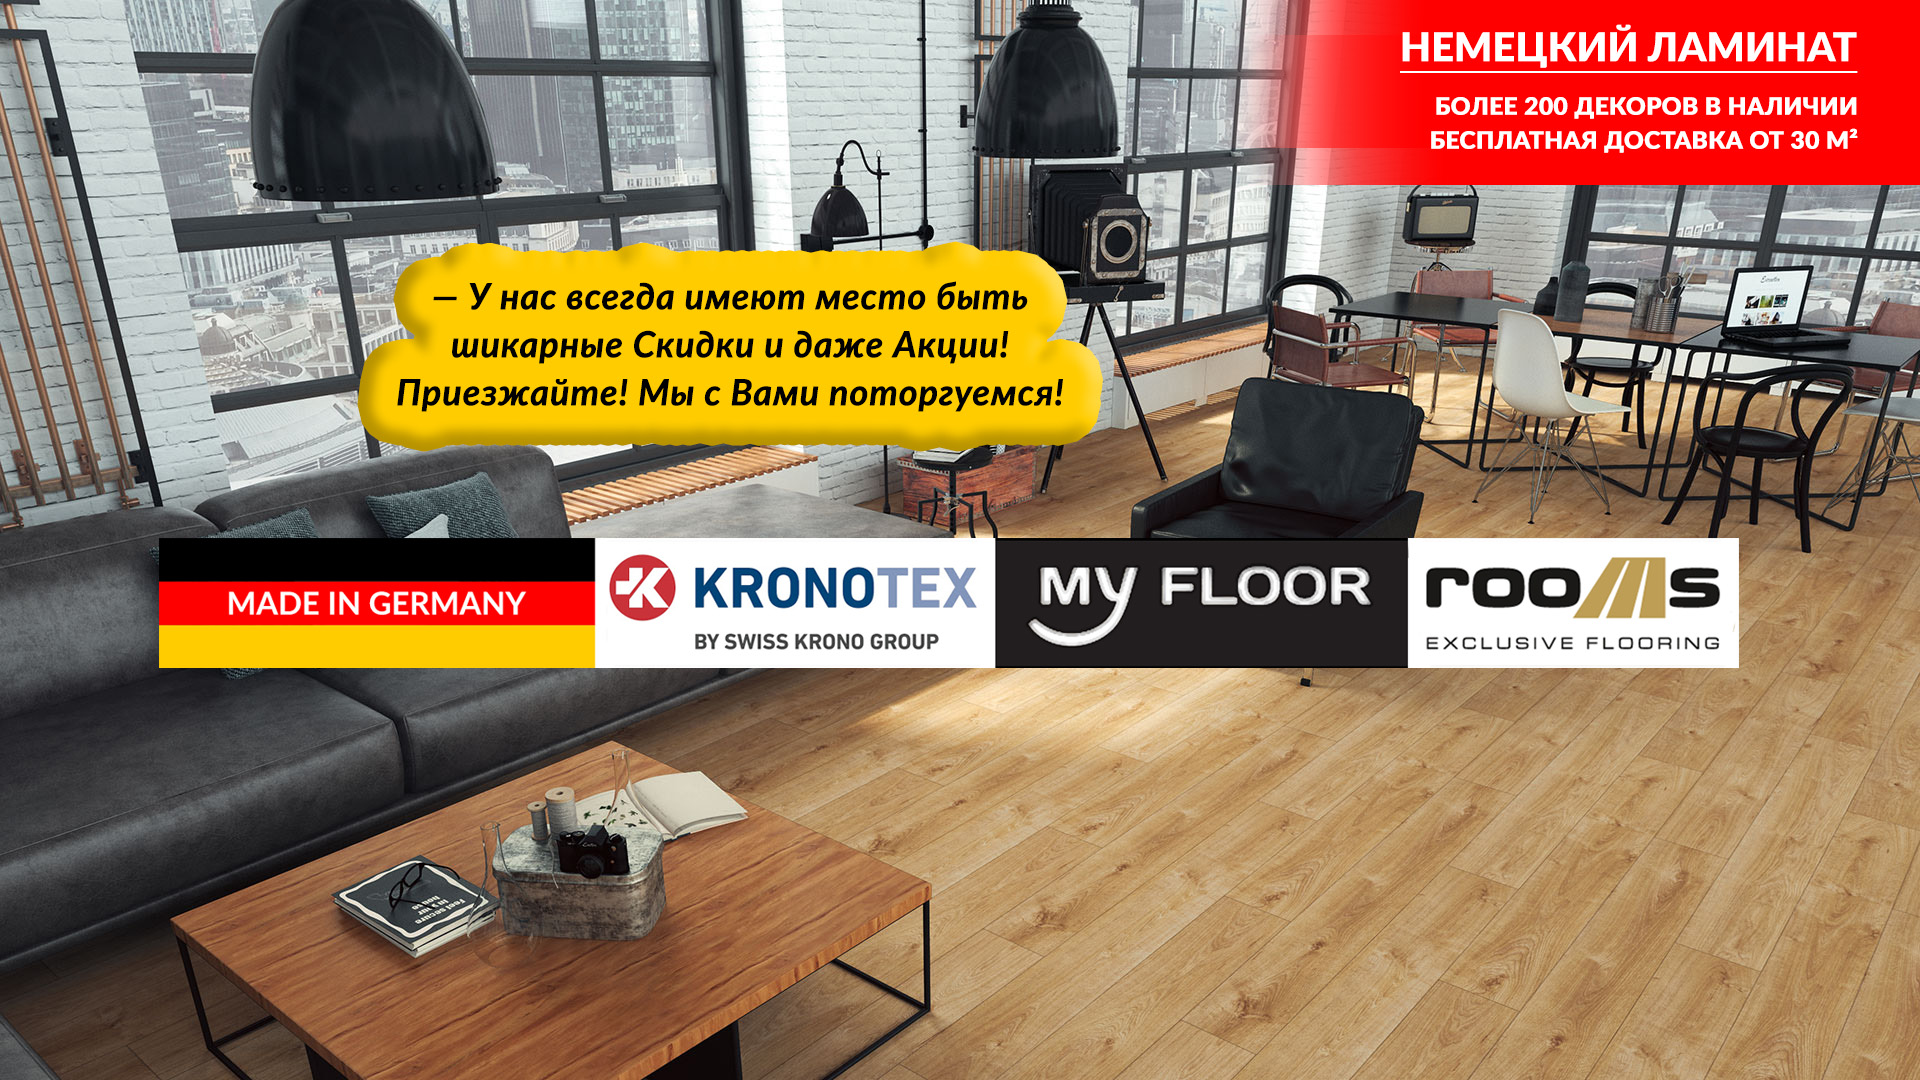 НЕМЕЦКИЙ ЛАМИНАТ
БОЛЕЕ 200 ДЕКОРОВ В НАЛИЧИИ
БЕСПЛАТНАЯ ДОСТАВКА ОТ 30 М²
– У нас всегда имеют место быть
шикарные Скидки и даже Акции!
Приезжайте! Мы с Вами поторгуемся!
MADE IN GERMANY
KRONOTEX
BY SWISS KRONO GROUP
MY FLOOR
rooms
EXCLUSIVE FLOORING